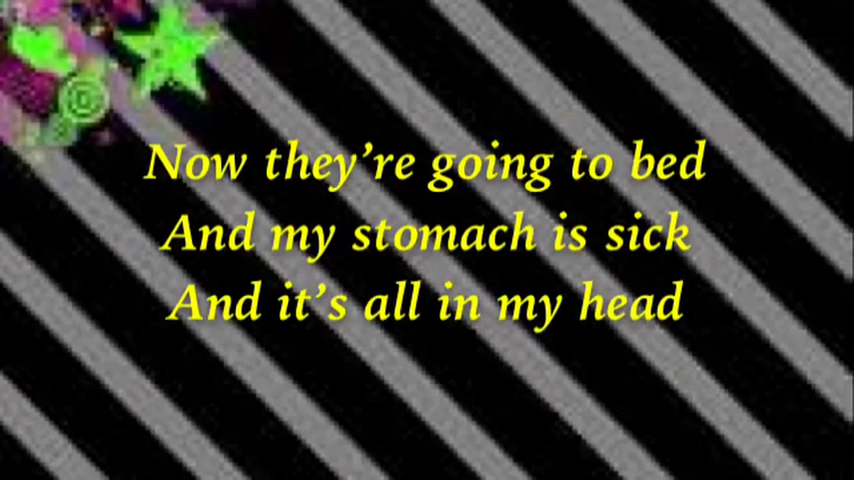 Now they’re going to bed
And my stomach is sick
And it’s all in my head